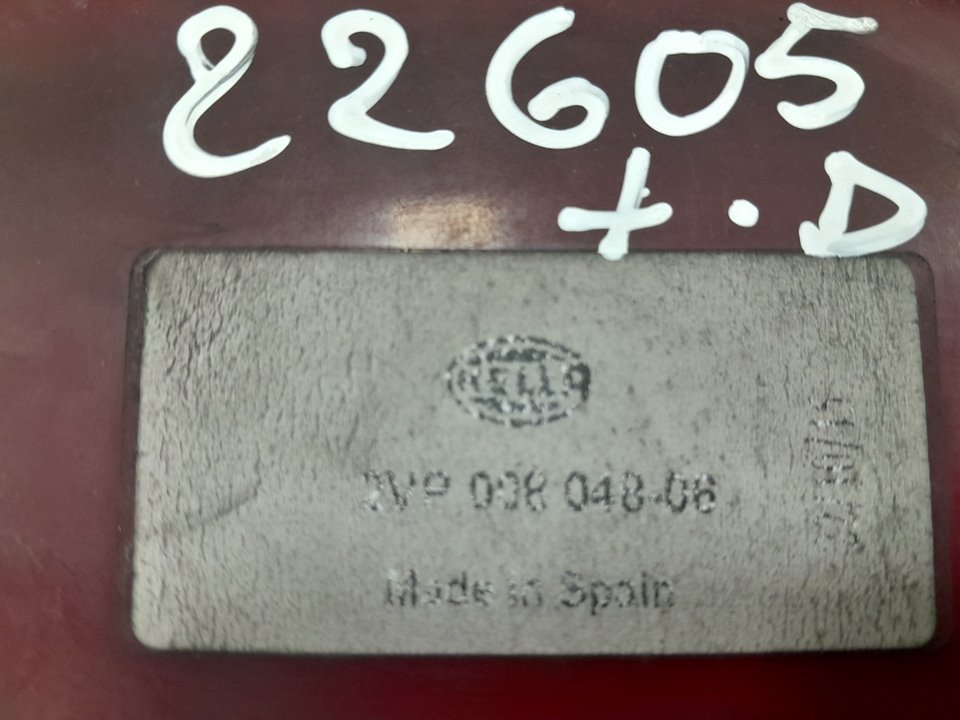 22605
+.D
HELLA
2VP 008 048-06
Made in Spain